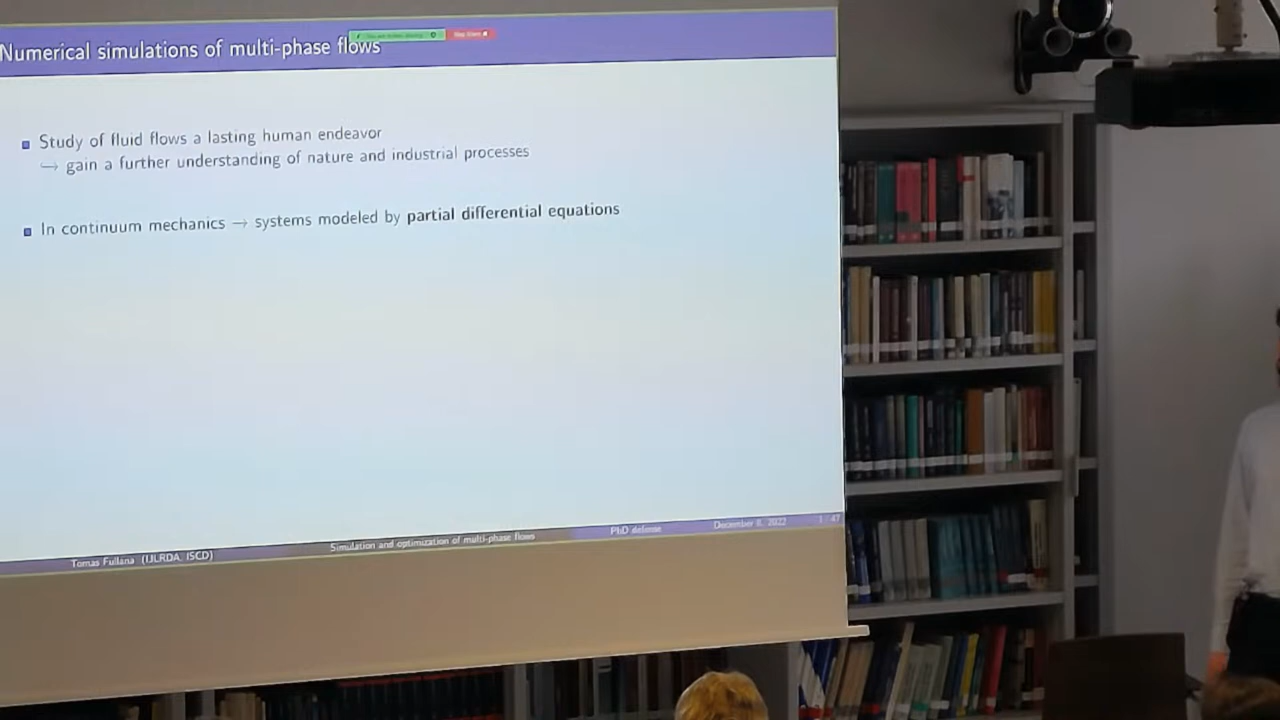 Numerical simulations of multi-phase flows
Study of fluid flows a lasting human endeavor
↪ gain a further understanding of nature and industrial processes
In continuum mechanics → systems modeled by partial differential equations
Tomas Fullana (IJLRDA, ISCD)
Simulation and optimization of multi-phase flows
PhD defense
December 8, 2022
1 / 47